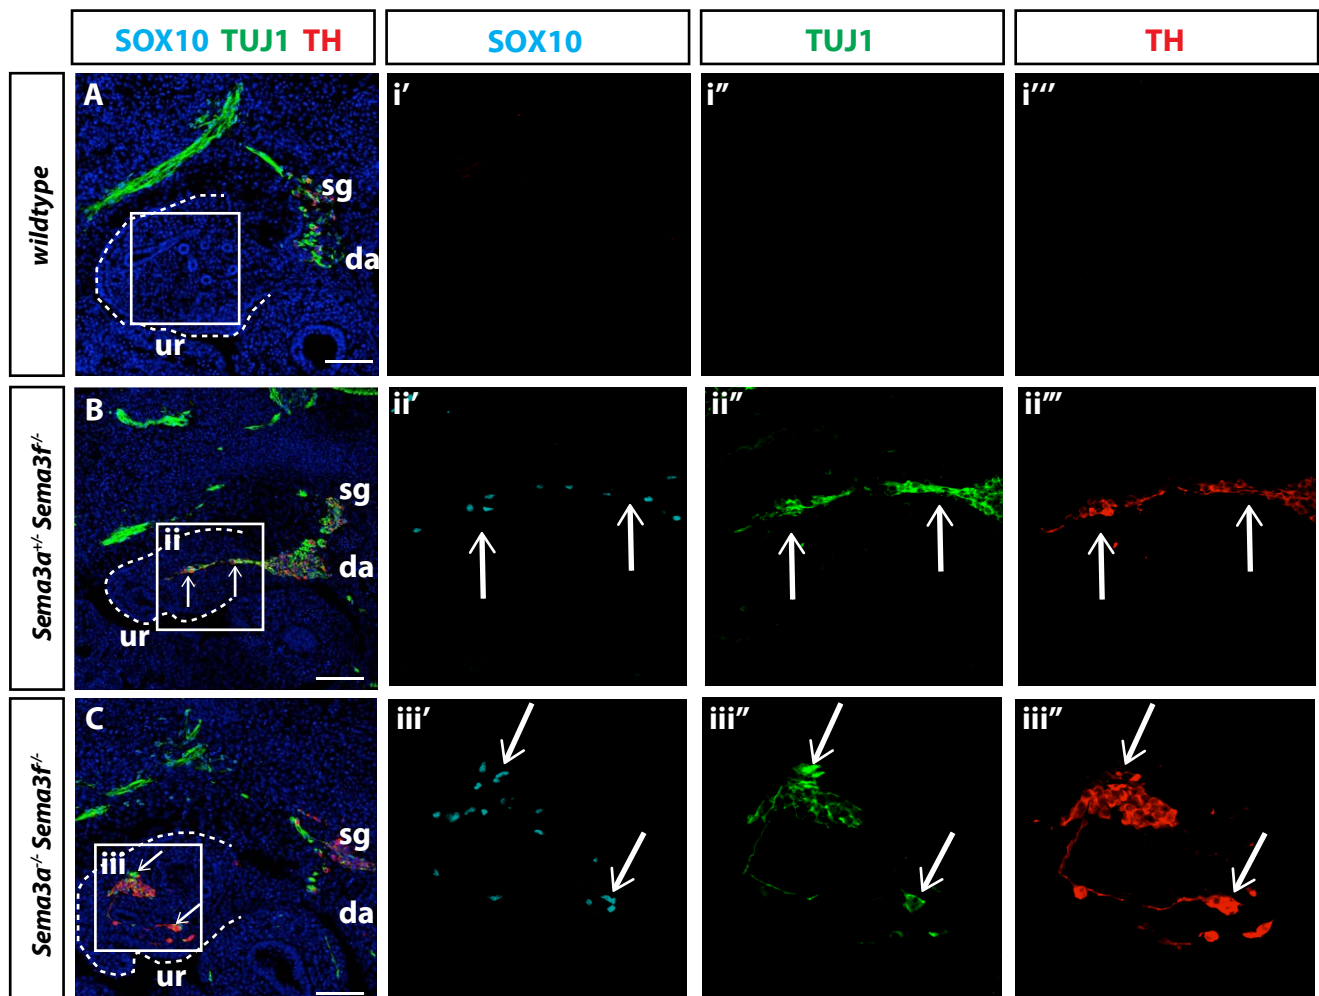 SOX10 TUJ1 TH
SOX10
TUJ1
TH
wildtype
A
sg
da
ur
i'
i''
i'''
Sema3a+/- Sema3f-/-
B
sg
ii
da
ur
ii'
ii''
ii'''
Sema3a-/- Sema3f-/-
C
sg
iii
da
ur
iii'
iii''
iii''